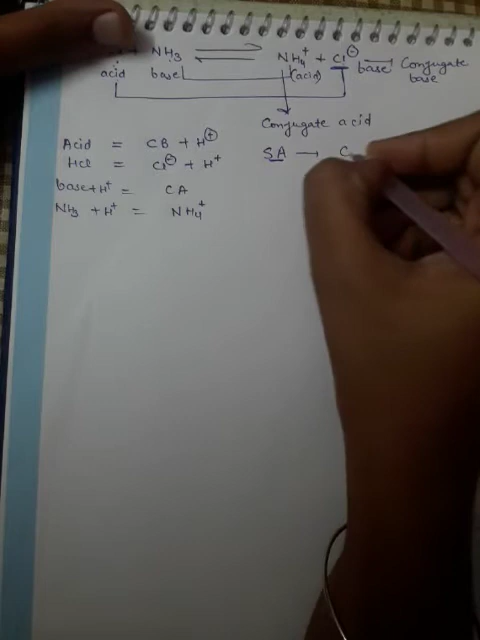 + NH₃ ⇌ NH₄⁺ + Cl⊖
acid base (acid) base → Conjugate base
Conjugate acid
Acid = CB + H⊕
HCl = Cl⊖ + H⁺
base + H⁺ = CA
NH₃ + H⁺ = NH₄⁺
SA → C